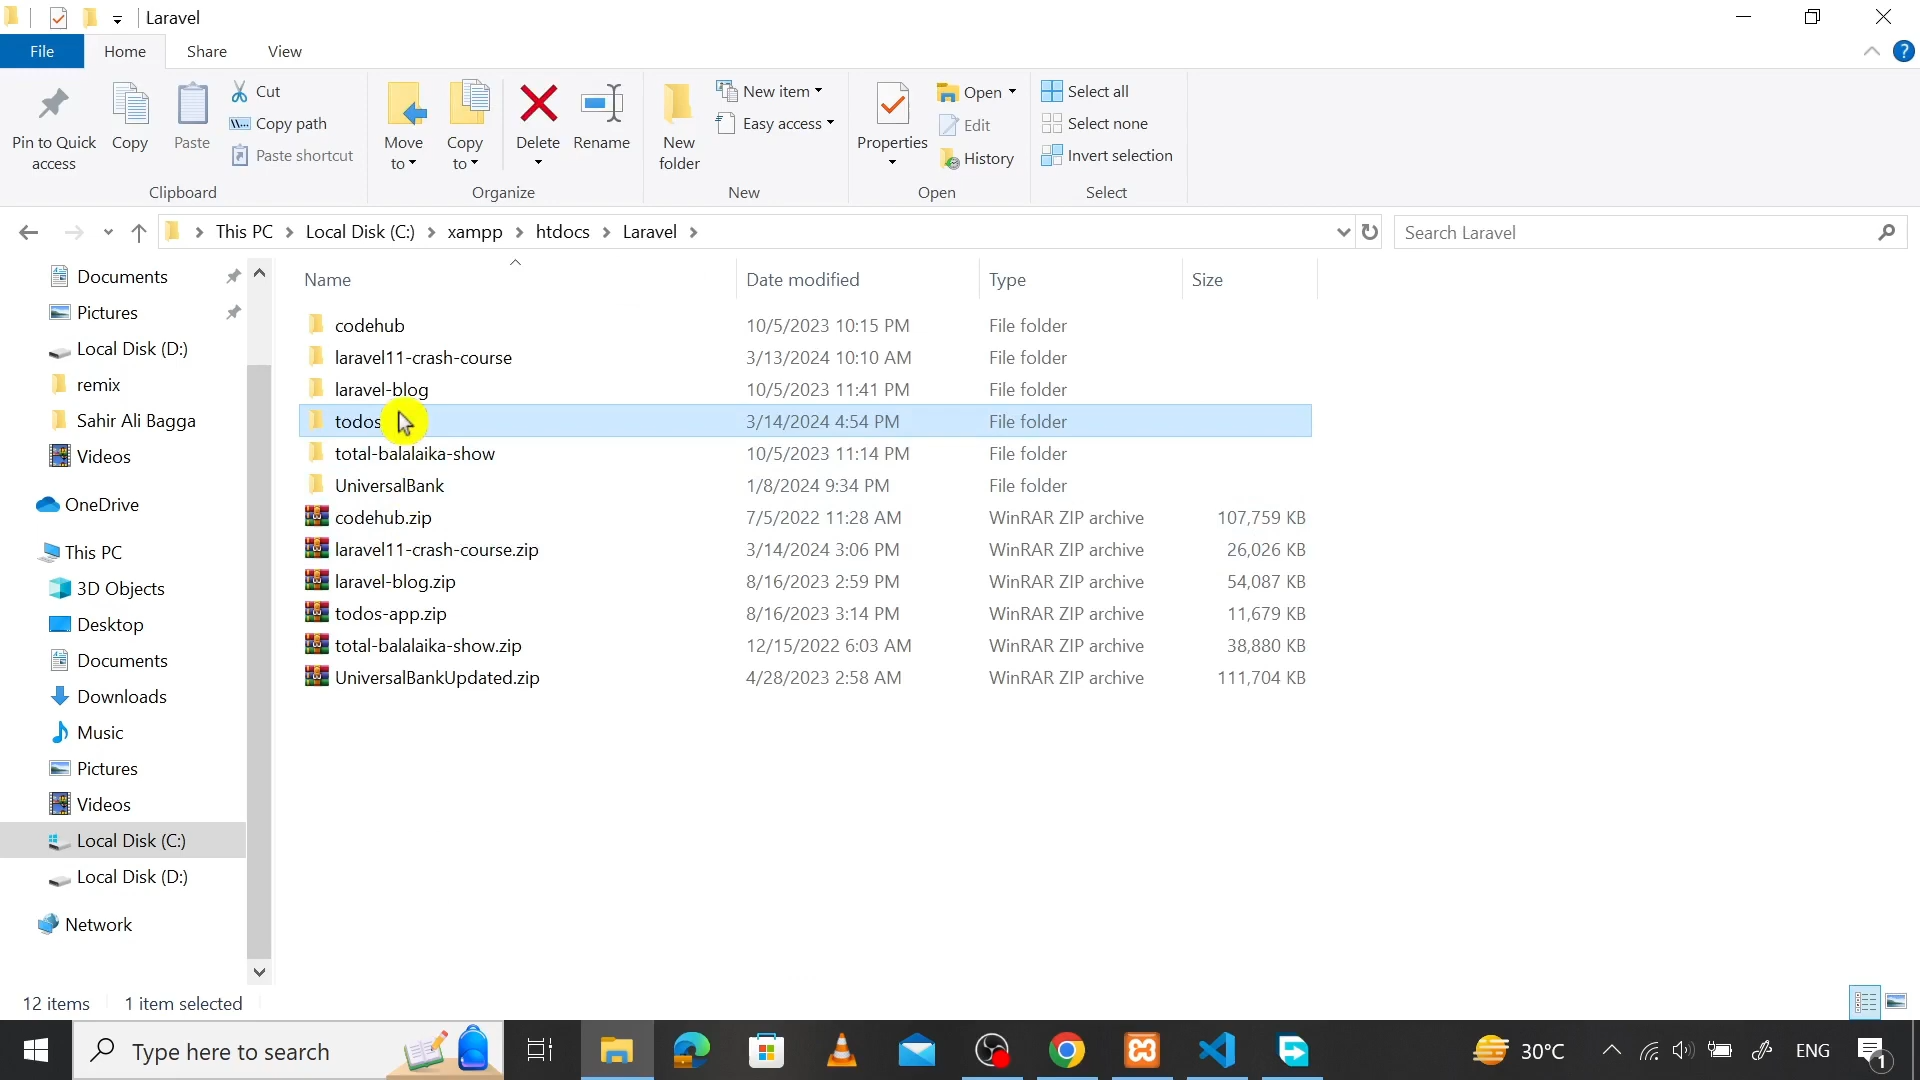 Laravel
File Home Share View
Pin to Quick access
Copy
Paste
Cut
Copy path
Paste shortcut
Clipboard
Move to
Copy to
Delete
Rename
Organize
New folder
New item
Easy access
New
Properties
Open
Edit
History
Open
Select all
Select none
Invert selection
Select
This PC Local Disk (C:) xampp htdocs Laravel
Search Laravel
Documents
Pictures
Local Disk (D:)
remix
Sahir Ali Bagga
Videos
OneDrive
This PC
3D Objects
Desktop
Documents
Downloads
Music
Pictures
Videos
Local Disk (C:)
Local Disk (D:)
Network
Name Date modified Type Size
codehub 10/5/2023 10:15 PM File folder
laravel11-crash-course 3/13/2024 10:10 AM File folder
laravel-blog 10/5/2023 11:41 PM File folder
todos 3/14/2024 4:54 PM File folder
total-balalaika-show 10/5/2023 11:14 PM File folder
UniversalBank 1/8/2024 9:34 PM File folder
codehub.zip 7/5/2022 11:28 AM WinRAR ZIP archive 107,759 KB
laravel11-crash-course.zip 3/14/2024 3:06 PM WinRAR ZIP archive 26,026 KB
laravel-blog.zip 8/16/2023 2:59 PM WinRAR ZIP archive 54,087 KB
todos-app.zip 8/16/2023 3:14 PM WinRAR ZIP archive 11,679 KB
total-balalaika-show.zip 12/15/2022 6:03 AM WinRAR ZIP archive 38,880 KB
UniversalBankUpdated.zip 4/28/2023 2:58 AM WinRAR ZIP archive 111,704 KB
12 items 1 item selected
Type here to search
30°C
ENG
1